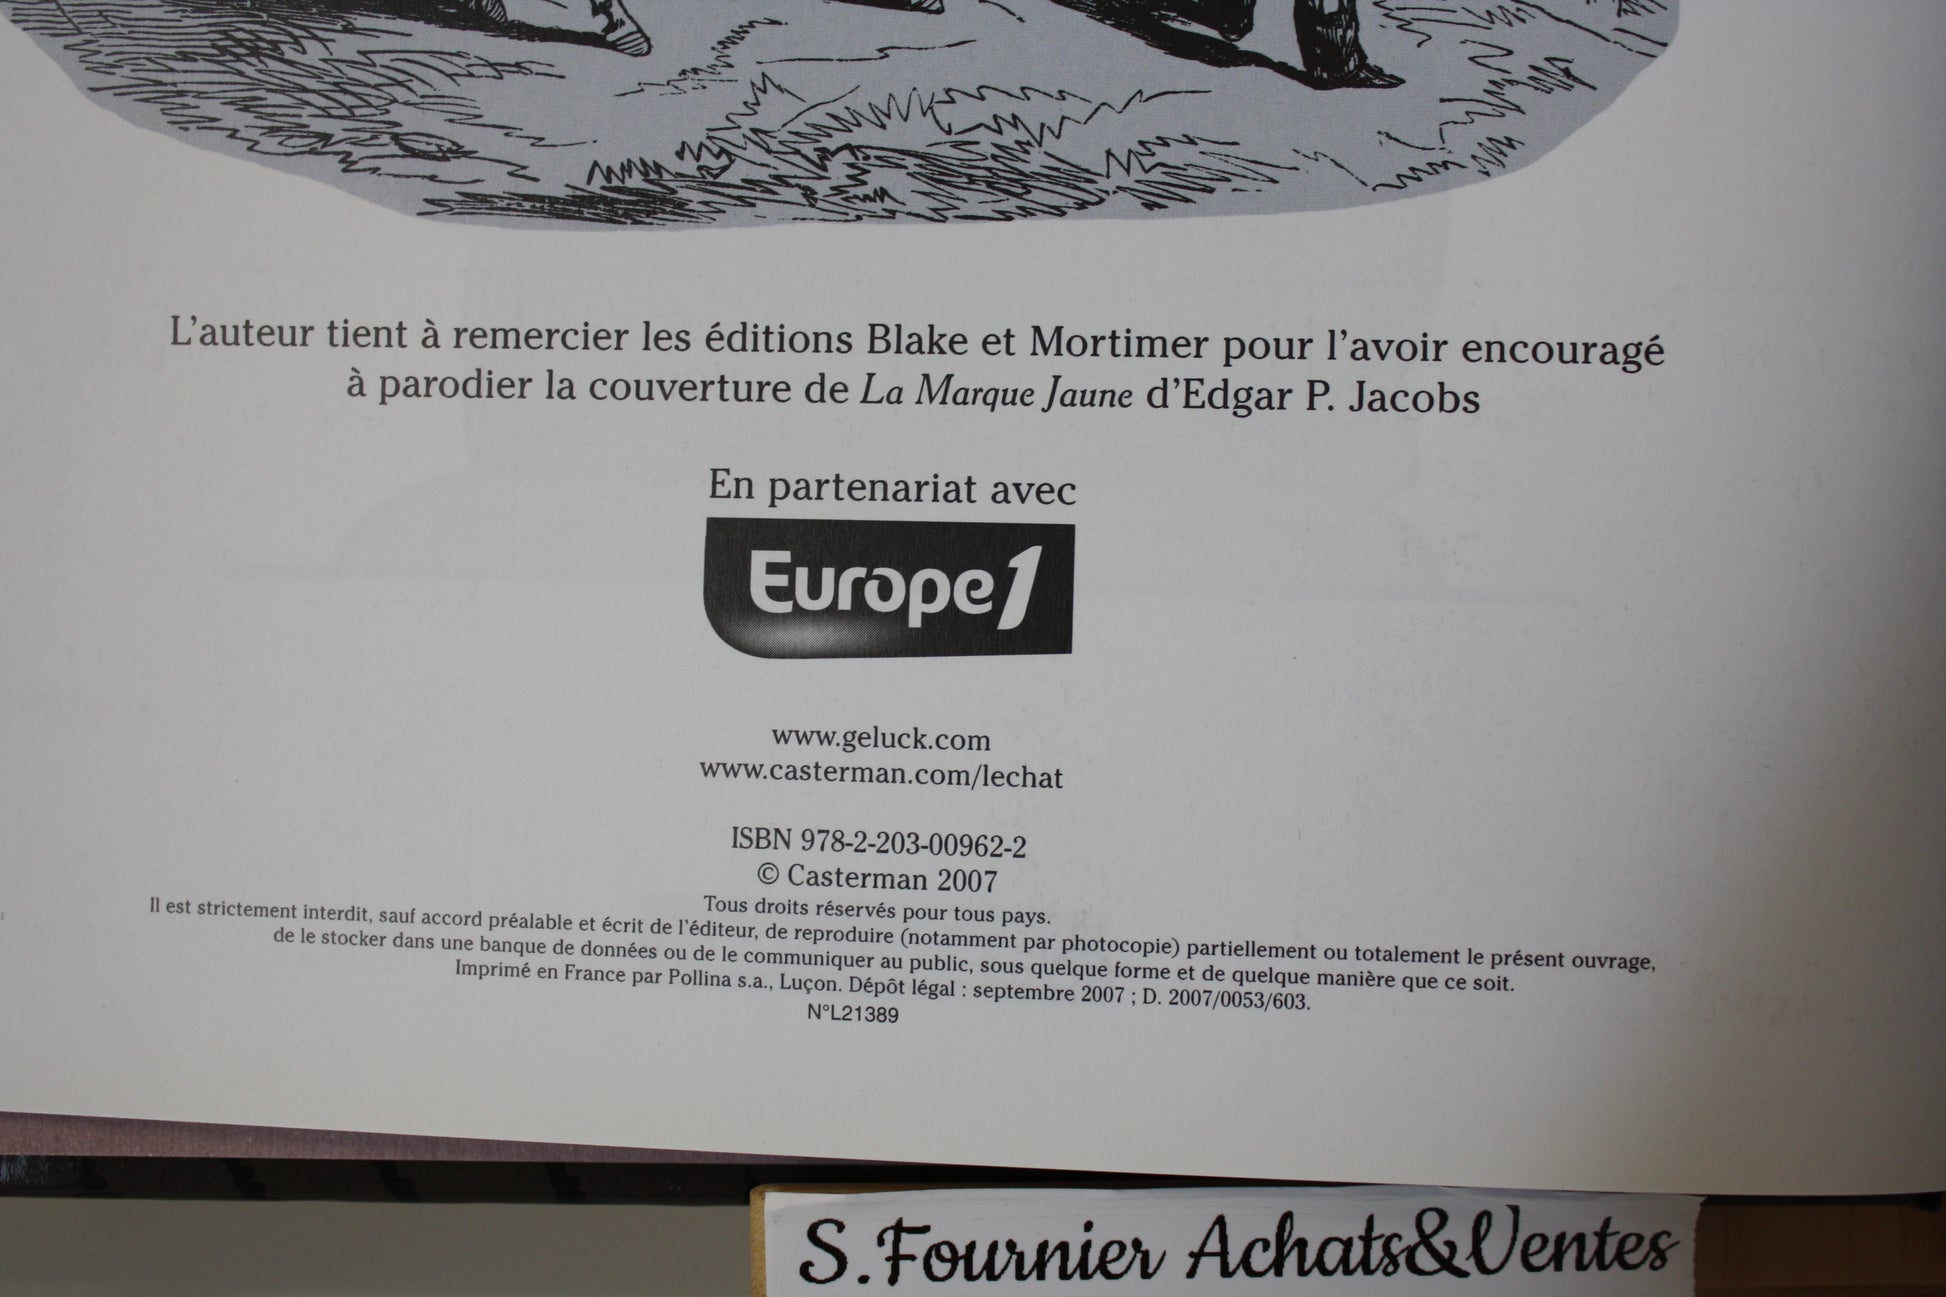 L'auteur tient à remercier les éditions Blake et Mortimer pour l'avoir encouragé
à parodier la couverture de La Marque Jaune d'Edgar P. Jacobs
En partenariat avec
Europe 1
www.geluck.com
www.casterman.com/lechat
ISBN 978-2-203-00962-2
© Casterman 2007
Tous droits réservés pour tous pays.
Il est strictement interdit, sauf accord préalable et écrit de l'éditeur, de reproduire (notamment par photocopie) partiellement ou totalement le présent ouvrage,
de le stocker dans une banque de données ou de le communiquer au public, sous quelque forme et de quelque manière que ce soit.
Imprimé en France par Pollina s.a., Luçon. Dépôt légal : septembre 2007 ; D. 2007/0053/603.
N°L21389
S.Fournier Achats&Ventes